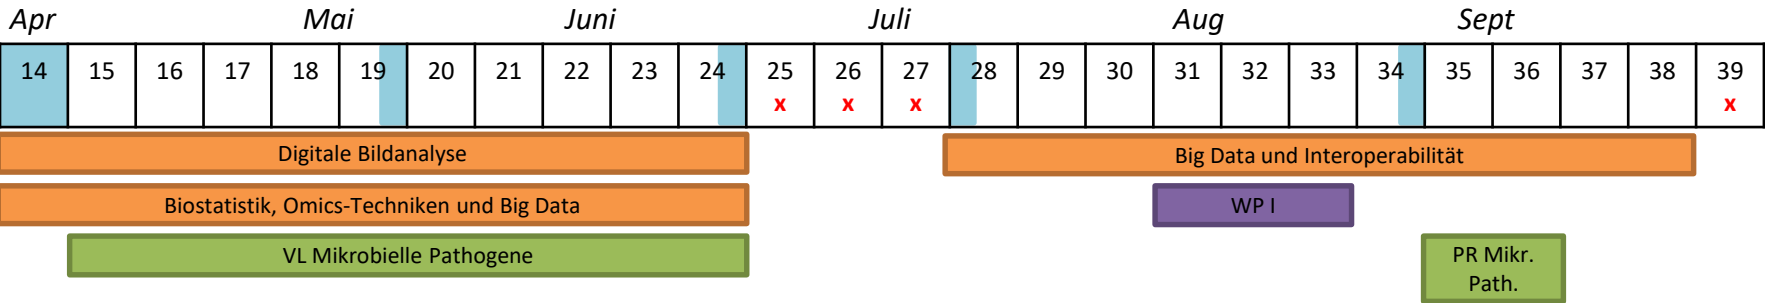 Apr Mai Juni Juli Aug Sept
14 15 16 17 18 19 20 21 22 23 24 25 26 27 28 29 30 31 32 33 34 35 36 37 38 39
x x x x
Digitale Bildanalyse Big Data und Interoperabilität
Biostatistik, Omics-Techniken und Big Data WP I
VL Mikrobielle Pathogene PR Mikr.
Path.